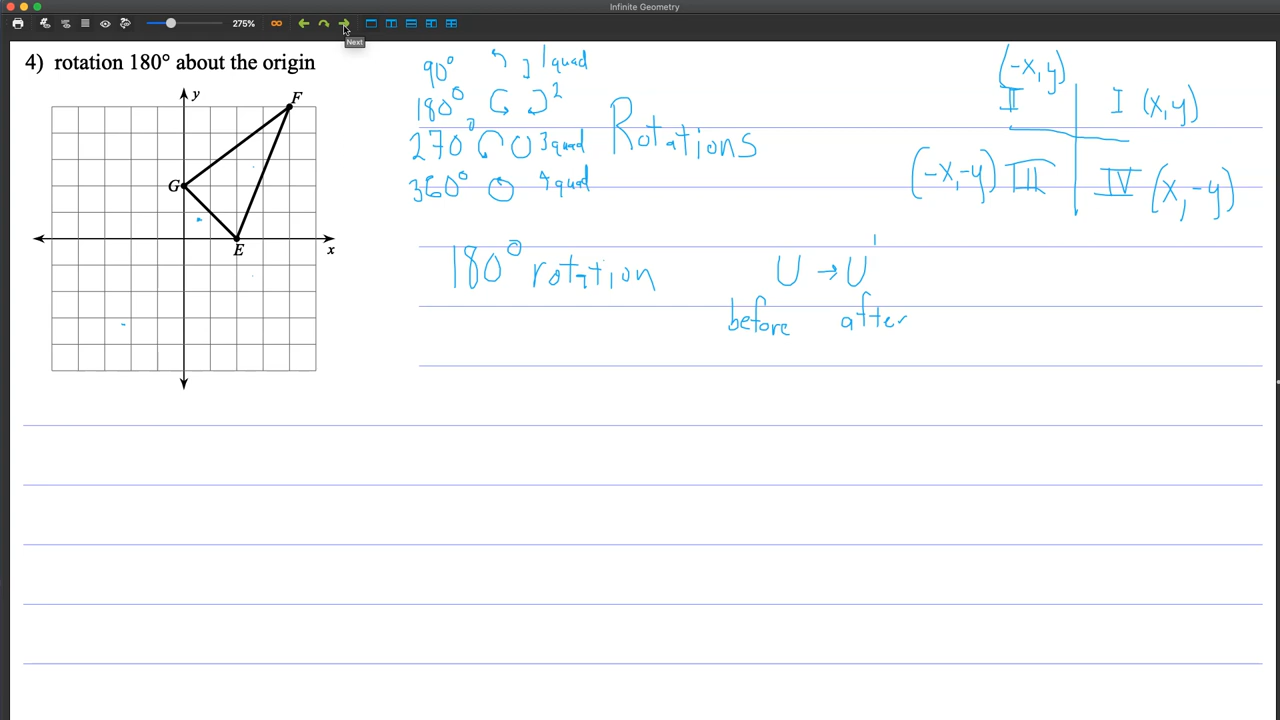 Infinite Geometry
275%
Next
4) rotation 180° about the origin
y
F
G
E
x
90° 1 quad
180° 2
270° 3 quad
360° 4 quad
Rotations
(-x,y)
II
I (x,y)
(-x,-y) III
IV (x,-y)
180° rotation
U → U'
before after